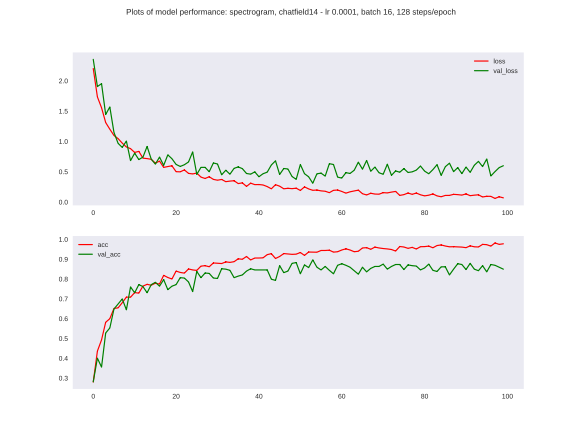 Plots of model performance: spectrogram, chatfield14 - lr 0.0001, batch 16, 128 steps/epoch
loss
val_loss
2.0
1.5
1.0
0.5
0.0
0 20 40 60 80 100
acc
val_acc
1.0
0.9
0.8
0.7
0.6
0.5
0.4
0.3
0 20 40 60 80 100